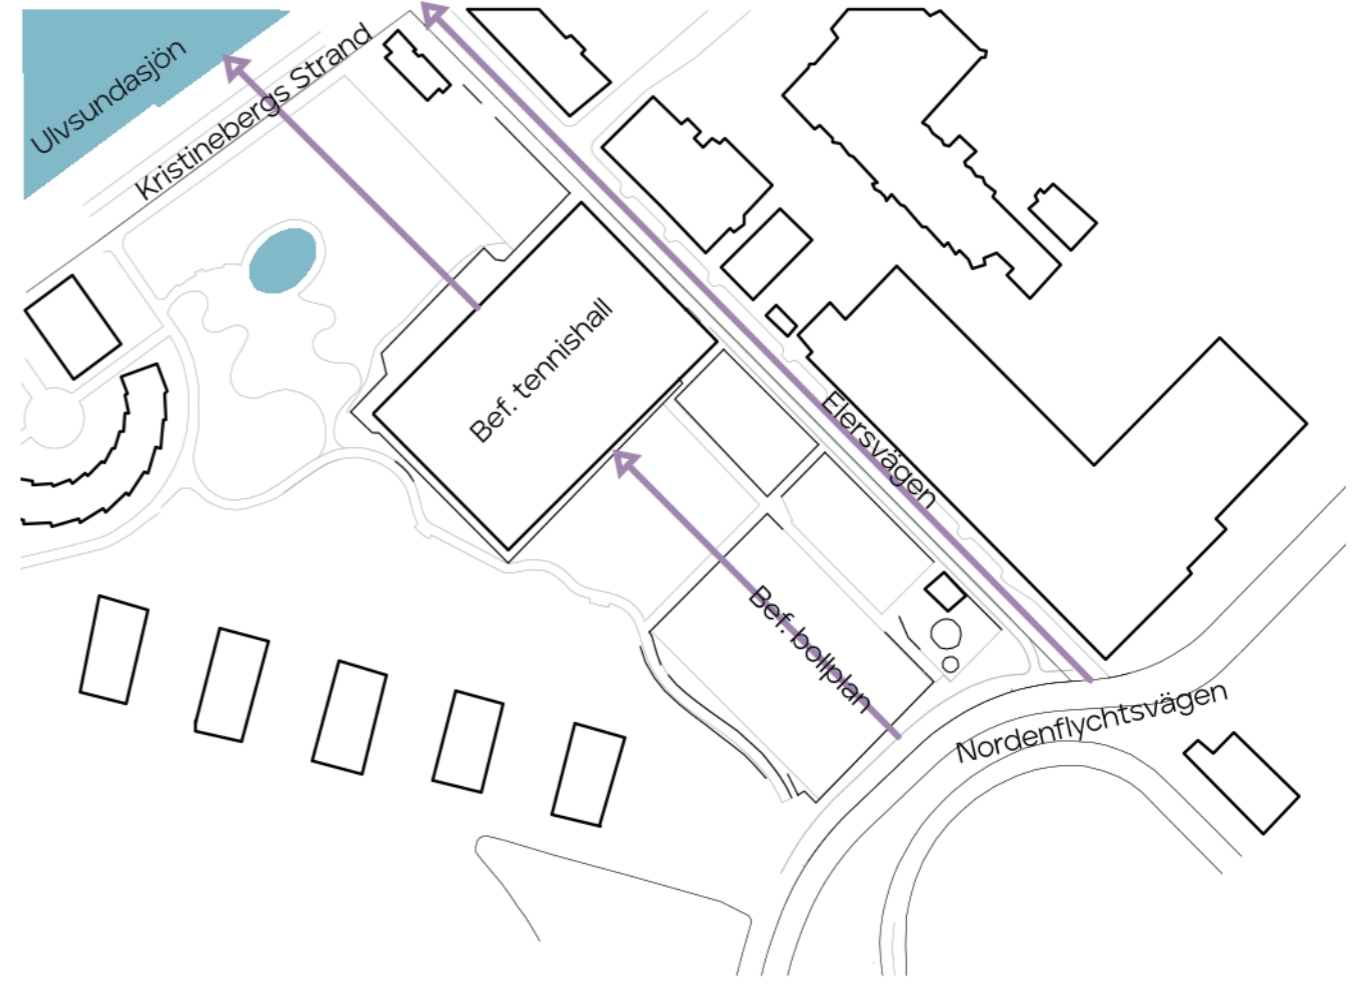 Ulvsundasjön
Kristinebergs Strand
Bef. tennishall
Elersvägen
Bef. bollplan
Nordenflychtsvägen